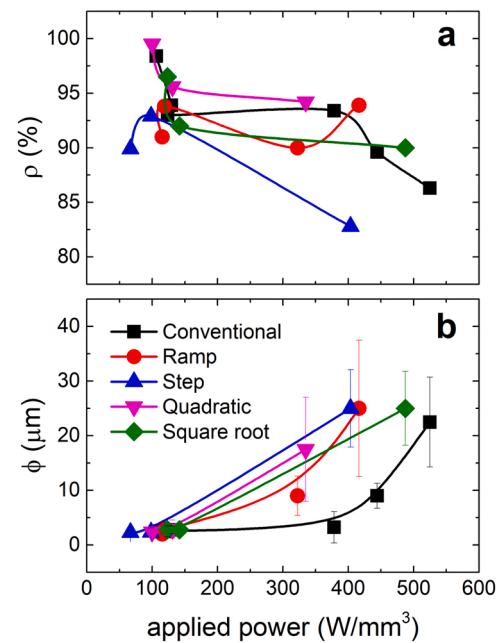 a
100
95
90
85
80
ρ (%)
b
40
30
20
10
0
ϕ (μm)
Conventional
Ramp
Step
Quadratic
Square root
0 100 200 300 400 500 600
applied power (W/mm³)